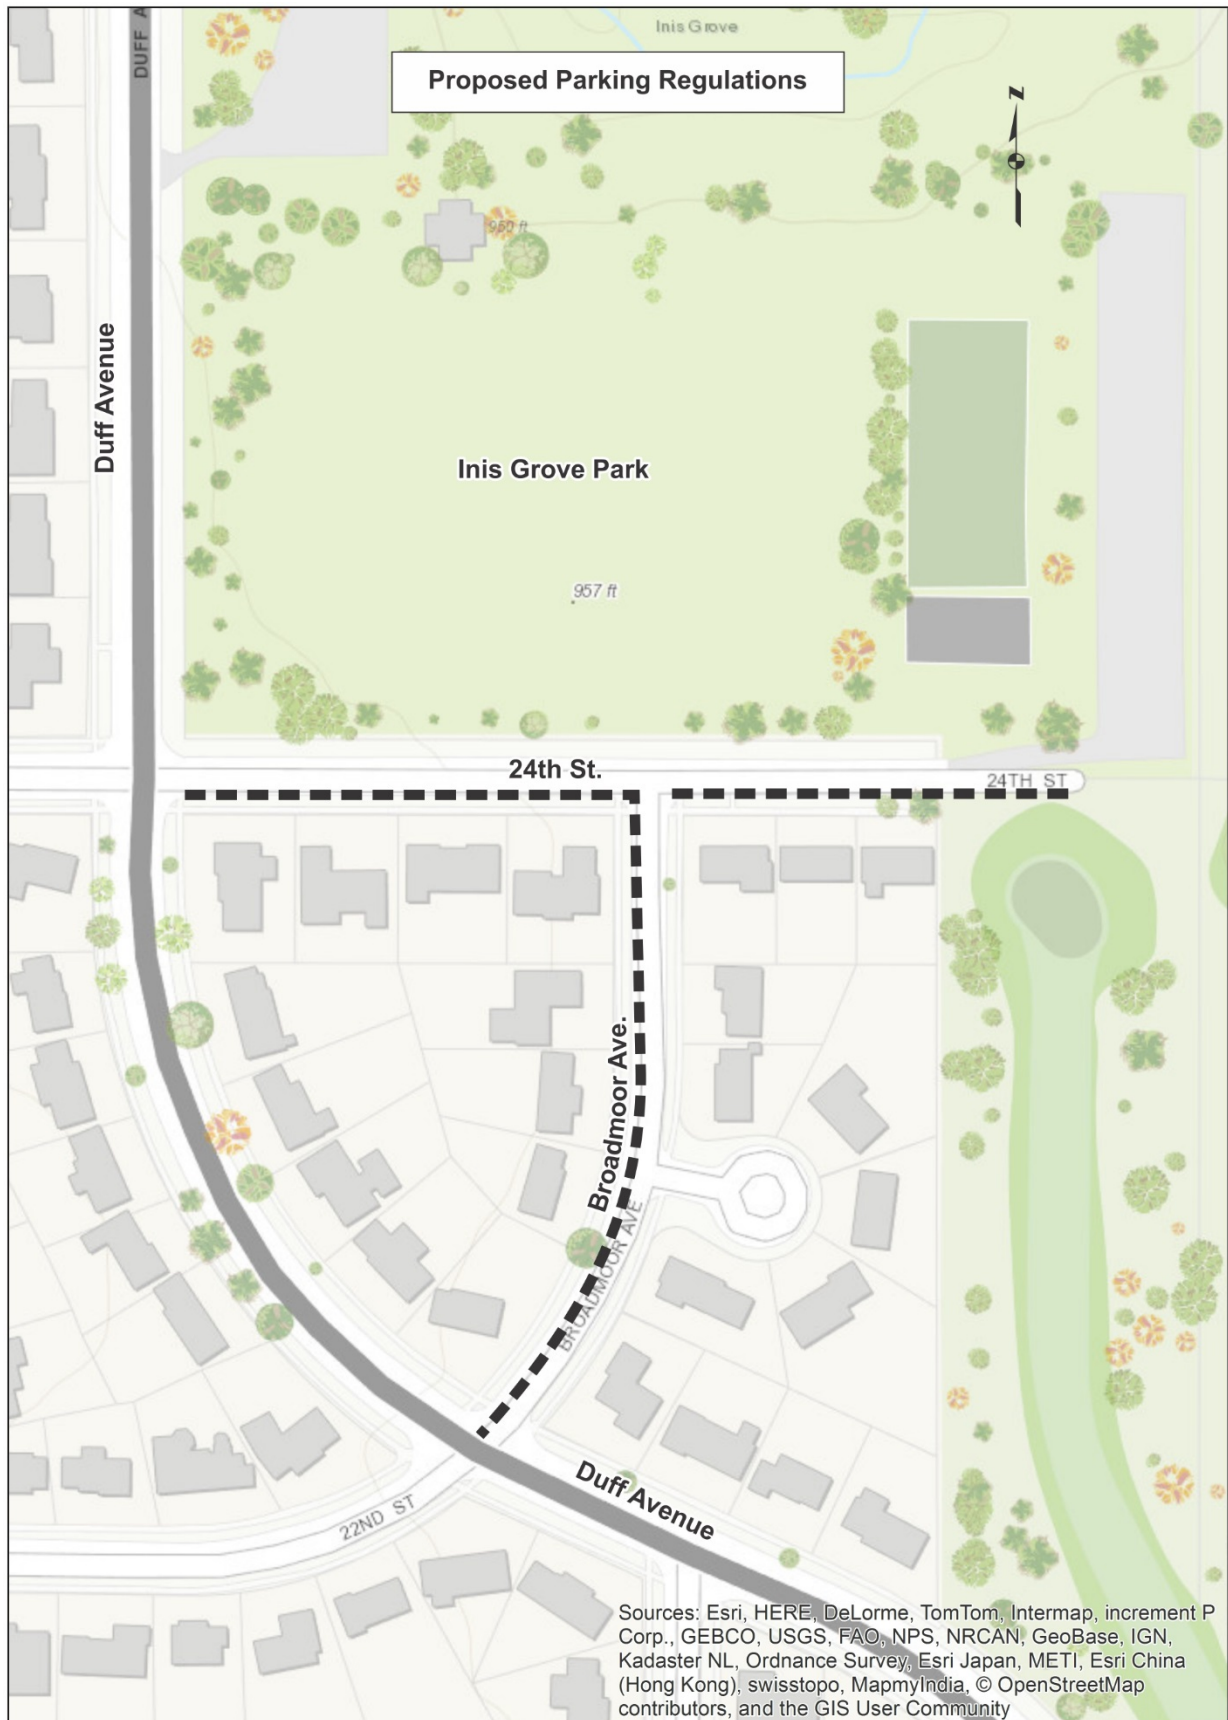 Inis Grove
DUFF A
Proposed Parking Regulations
z
950 ft
Duff Avenue
Inis Grove Park
957 ft
24th St.
24TH ST
Broadmoor Ave.
BROADMOOR AVE
Duff Avenue
22ND ST
Sources: Esri, HERE, DeLorme, TomTom, Intermap, increment P
Corp., GEBCO, USGS, FAO, NPS, NRCAN, GeoBase, IGN,
Kadaster NL, Ordnance Survey, Esri Japan, METI, Esri China
(Hong Kong), swisstopo, MapmyIndia, © OpenStreetMap
contributors, and the GIS User Community